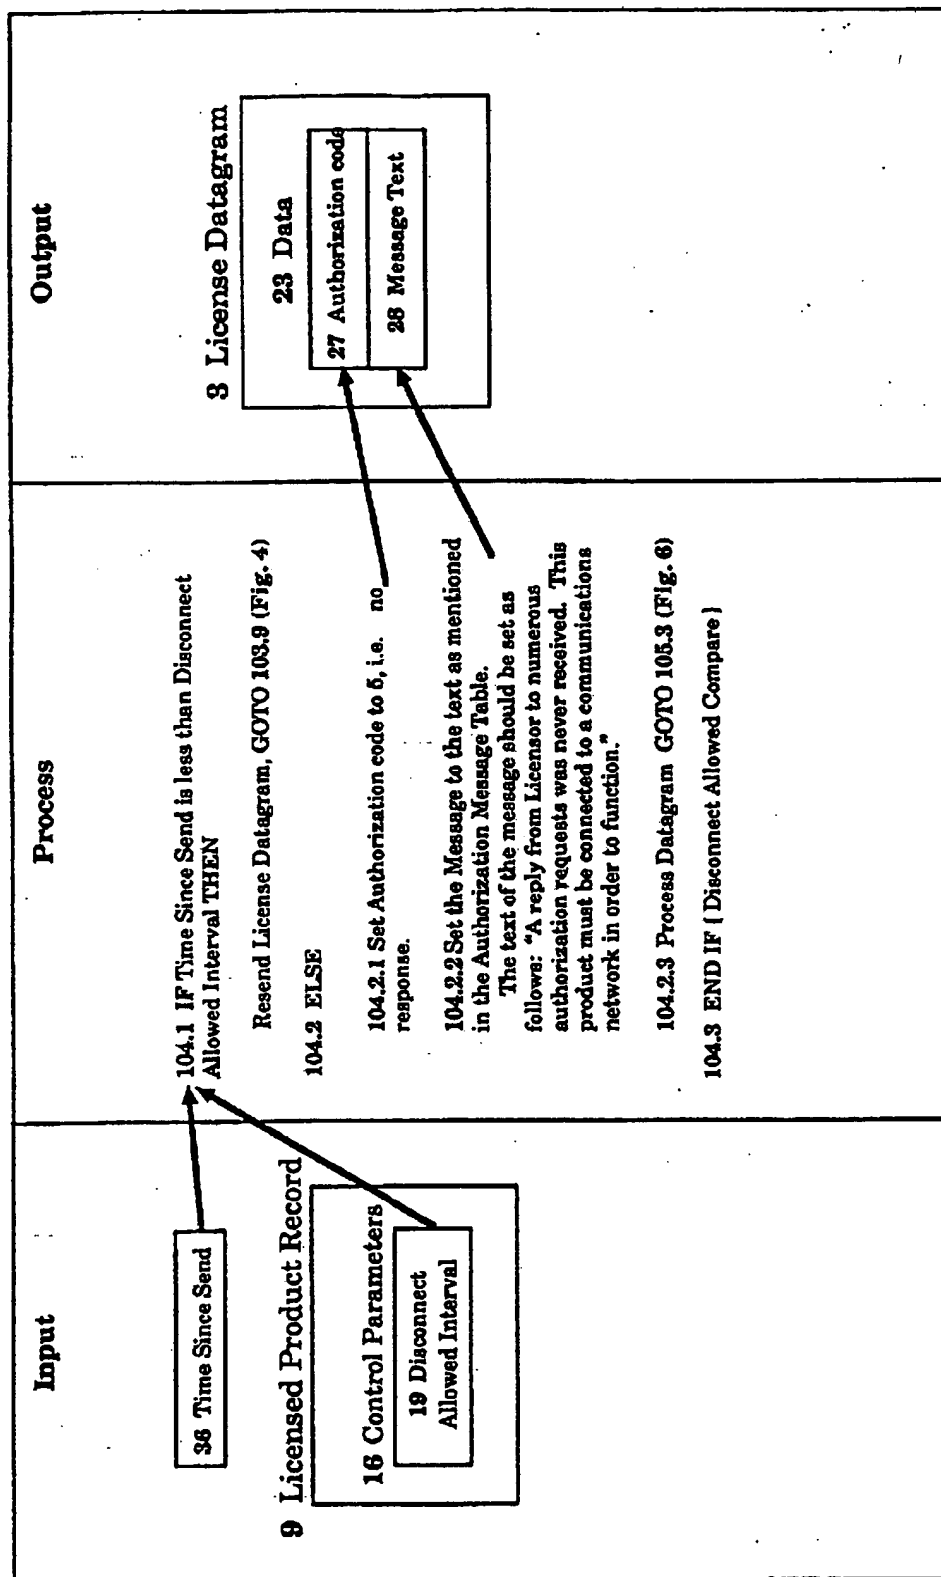 Input
36 Time Since Send
9 Licensed Product Record
16 Control Parameters
19 Disconnect
Allowed Interval
Process
104.1 IF Time Since Send is less than Disconnect
Allowed Interval THEN
Resend License Datagram, GOTO 103.9 (Fig. 4)
104.2 ELSE
104.2.1 Set Authorization code to 5, i.e. no
response.
104.2.2 Set the Message to the text as mentioned
in the Authorization Message Table.
The text of the message should be set as
follows: "A reply from Licensor to numerous
authorization requests was never received. This
product must be connected to a communications
network in order to function."
104.2.3 Process Datagram GOTO 105.3 (Fig. 6)
104.3 END IF { Disconnect Allowed Compare }
Output
3 License Datagram
23 Data
27 Authorization code
28 Message Text